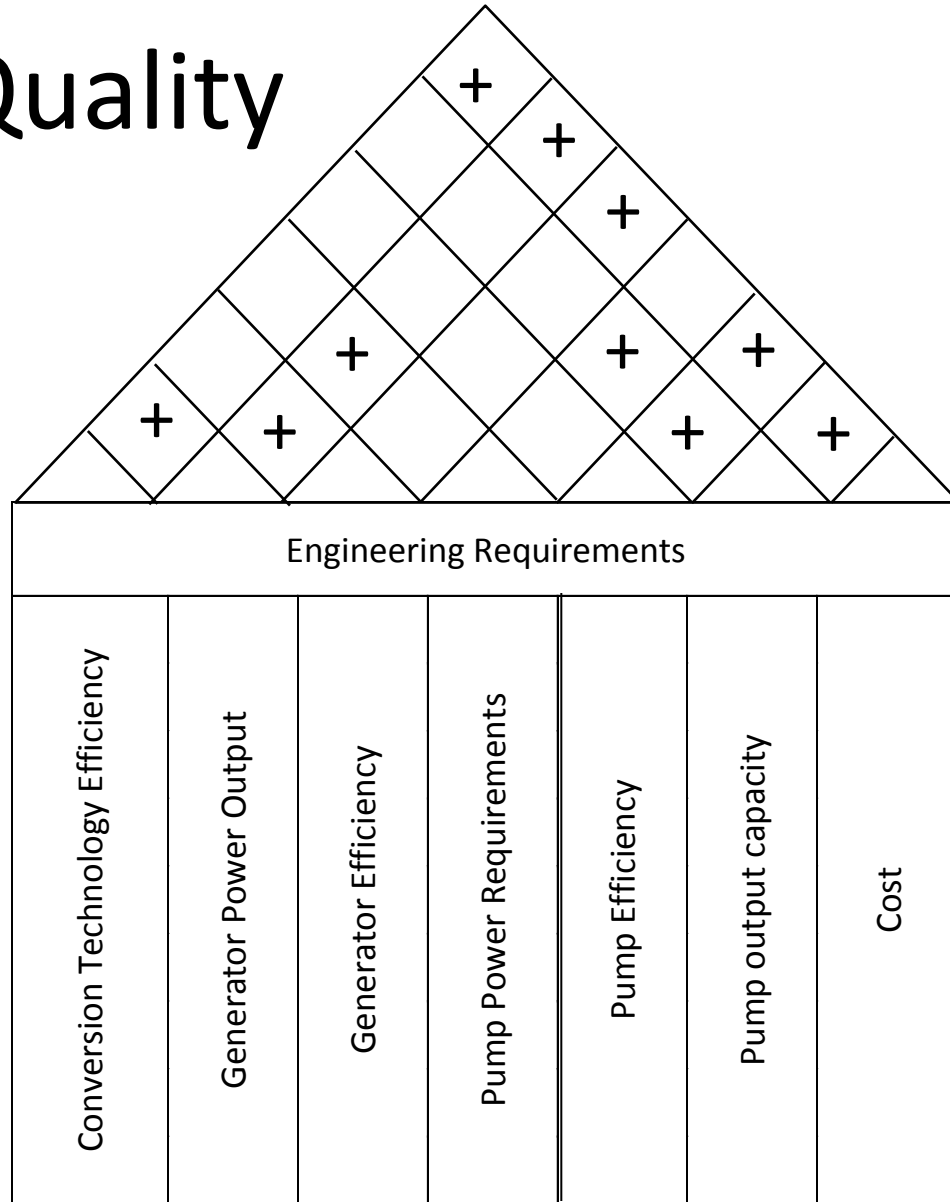 Quality
+
+
+
+ + +
+ + + +
Engineering Requirements
Conversion Technology Efficiency
Generator Power Output
Generator Efficiency
Pump Power Requirements
Pump Efficiency
Pump output capacity
Cost